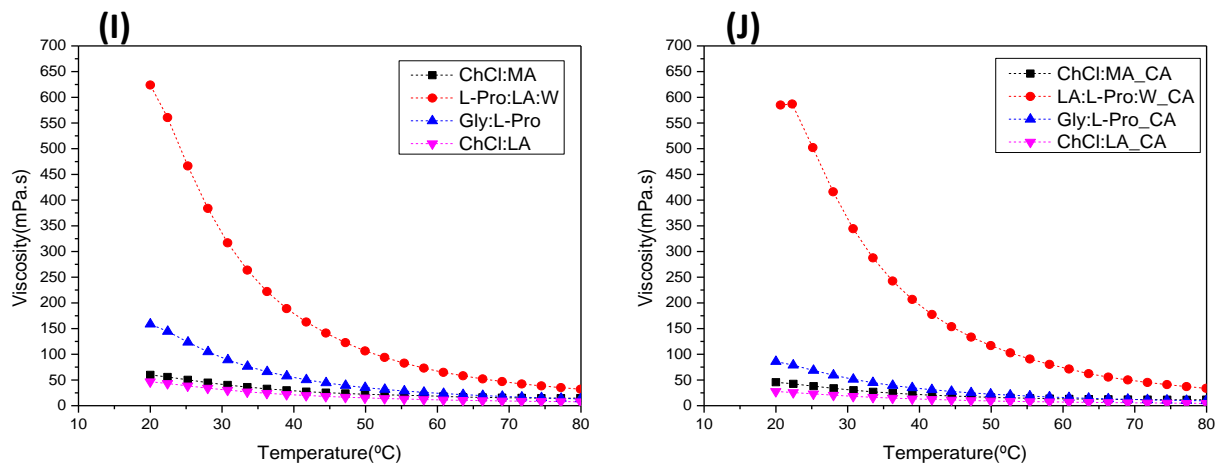 (I)
700
650
600
550
500
450
400
350
300
250
200
150
100
50
0
Viscosity(mPa.s)
ChCl:MA
L-Pro:LA:W
Gly:L-Pro
ChCl:LA
10 20 30 40 50 60 70 80
Temperature(ºC)
(J)
700
650
600
550
500
450
400
350
300
250
200
150
100
50
0
Viscosity(mPa.s)
ChCl:MA_CA
LA:L-Pro:W_CA
Gly:L-Pro_CA
ChCl:LA_CA
10 20 30 40 50 60 70 80
Temperature(ºC)